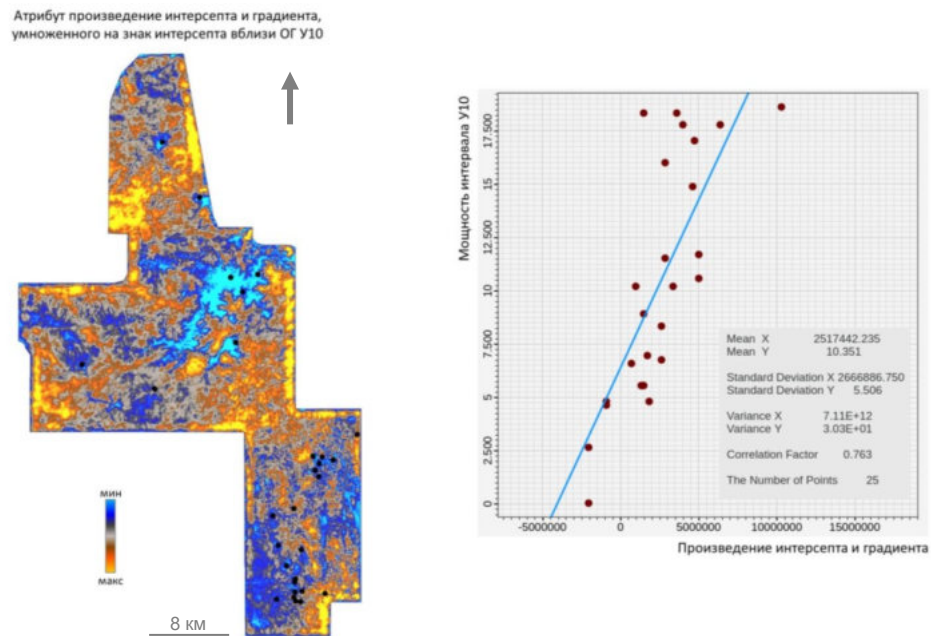 Атрибут произведение интерсепта и градиента,
умноженного на знак интерсепта вблизи ОГ У10
мин
макс
8 км
Мощность интервала У10
17.500
15
12.500
10
7.500
5
2.500
0
Mean X 2517442.235
Mean Y 10.351
Standard Deviation X 2666886.750
Standard Deviation Y 5.506
Variance X 7.11E+12
Variance Y 3.03E+01
Correlation Factor 0.763
The Number of Points 25
-5000000 0 5000000 10000000 15000000
Произведение интерсепта и градиента